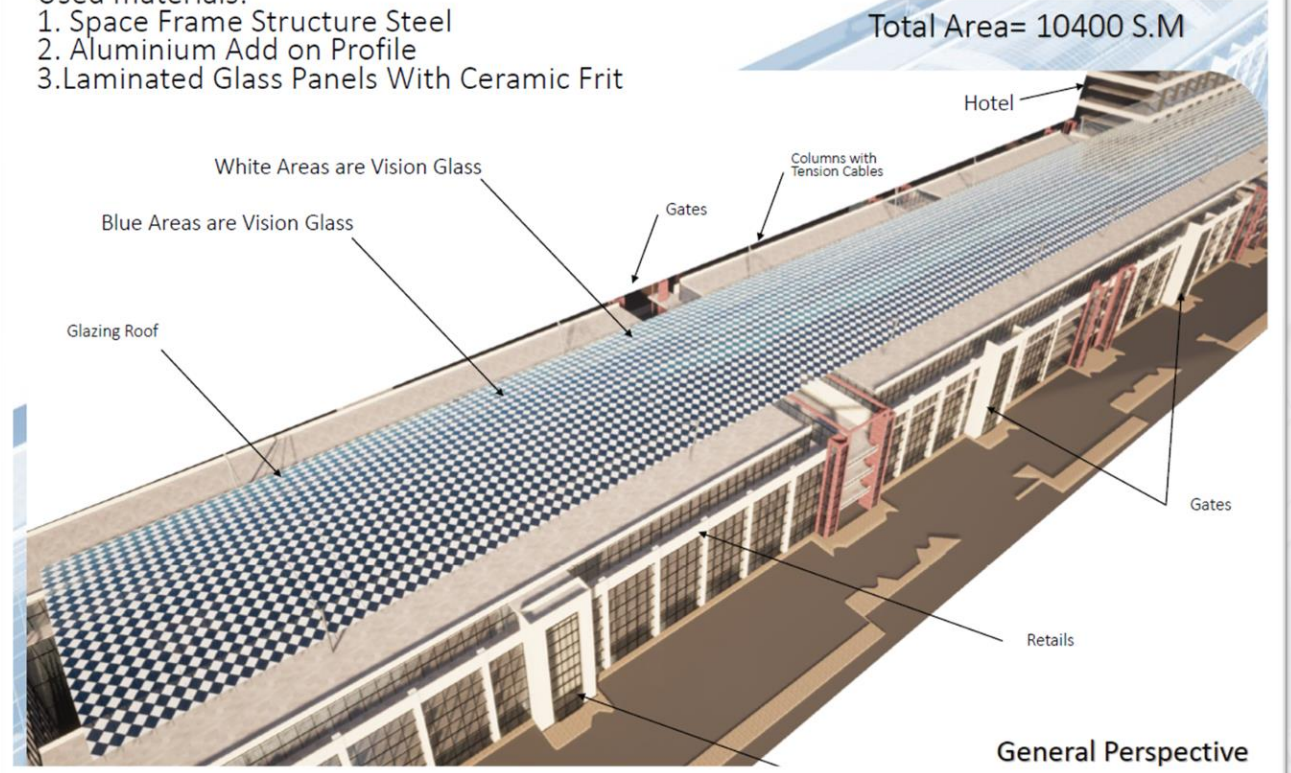 Used materials:
1. Space Frame Structure Steel
2. Aluminium Add on Profile
3.Laminated Glass Panels With Ceramic Frit
Total Area= 10400 S.M
Hotel
Columns with
Tension Cables
White Areas are Vision Glass
Gates
Blue Areas are Vision Glass
Glazing Roof
Gates
Retails
General Perspective